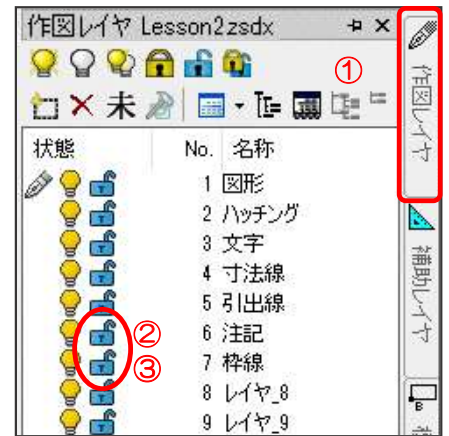 作図レイヤ Lesson2.zsdx
①
未
状態 No. 名称
1 図形
2 ハッチング
3 文字
4 寸法線
5 引出線
② 6 注記
③ 7 枠線
8 レイヤ_8
9 レイヤ_9
作図レイヤ
補助レイヤ
B